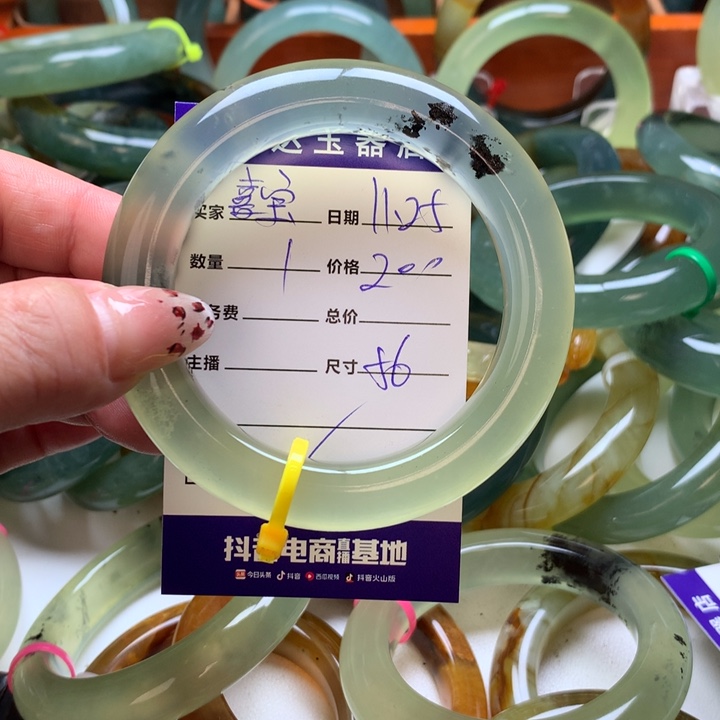 玉器
买家 喜宝 日期 11.25
数量 1 价格 200
务费 总价
主播 尺寸 56
抖音电商直播基地
今日头条 抖音 西瓜视频 抖音火山版